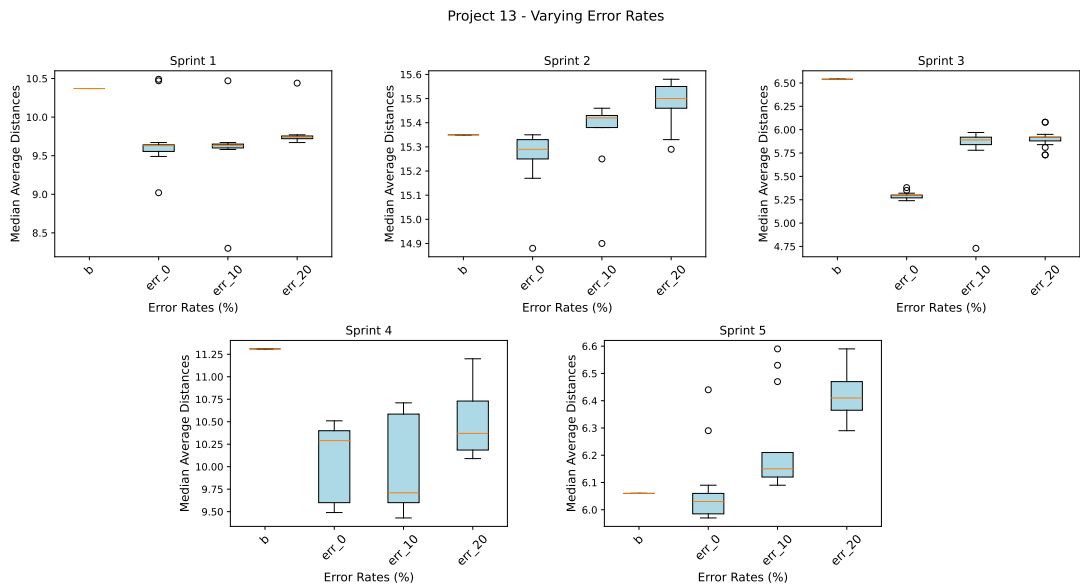 Project 13 - Varying Error Rates
Sprint 1
Median Average Distances
10.5
10.0
9.5
9.0
8.5
b
err_0
err_10
err_20
Error Rates (%)
Sprint 2
Median Average Distances
15.6
15.5
15.4
15.3
15.2
15.1
15.0
14.9
b
err_0
err_10
err_20
Error Rates (%)
Sprint 3
Median Average Distances
6.50
6.25
6.00
5.75
5.50
5.25
5.00
4.75
b
err_0
err_10
err_20
Error Rates (%)
Sprint 4
Median Average Distances
11.25
11.00
10.75
10.50
10.25
10.00
9.75
9.50
b
err_0
err_10
err_20
Error Rates (%)
Sprint 5
Median Average Distances
6.6
6.5
6.4
6.3
6.2
6.1
6.0
b
err_0
err_10
err_20
Error Rates (%)